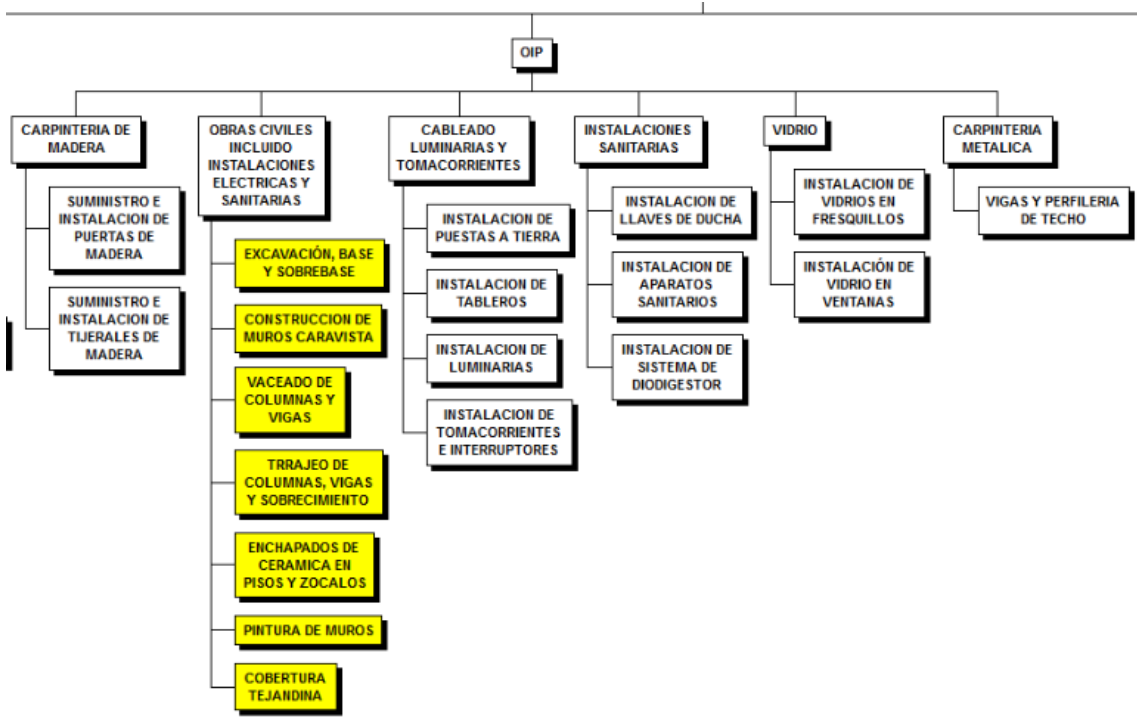 OIP
CARPINTERIA DE
MADERA
SUMINISTRO E
INSTALACION DE
PUERTAS DE
MADERA
SUMINISTRO E
INSTALACION DE
TIJERALES DE
MADERA
OBRAS CIVILES
INCLUIDO
INSTALACIONES
ELECTRICAS Y
SANITARIAS
EXCAVACIÓN, BASE
Y SOBREBASE
CONSTRUCCION DE
MUROS CARAVISTA
VACEADO DE
COLUMNAS Y
VIGAS
TRRAJEO DE
COLUMNAS, VIGAS
Y SOBRECIMIENTO
ENCHAPADOS DE
CERAMICA EN
PISOS Y ZOCALOS
PINTURA DE MUROS
COBERTURA
TEJANDINA
CABLEADO
LUMINARIAS Y
TOMACORRIENTES
INSTALACION DE
PUESTAS A TIERRA
INSTALACION DE
TABLEROS
INSTALACION DE
LUMINARIAS
INSTALACION DE
TOMACORRIENTES
E INTERRUPTORES
INSTALACIONES
SANITARIAS
INSTALACION DE
LLAVES DE DUCHA
INSTALACION DE
APARATOS
SANITARIOS
INSTALACION DE
SISTEMA DE
DIODIGESTOR
VIDRIO
INSTALACION DE
VIDRIOS EN
FRESQUILLOS
INSTALACIÓN DE
VIDRIO EN
VENTANAS
CARPINTERIA
METALICA
VIGAS Y PERFILERIA
DE TECHO